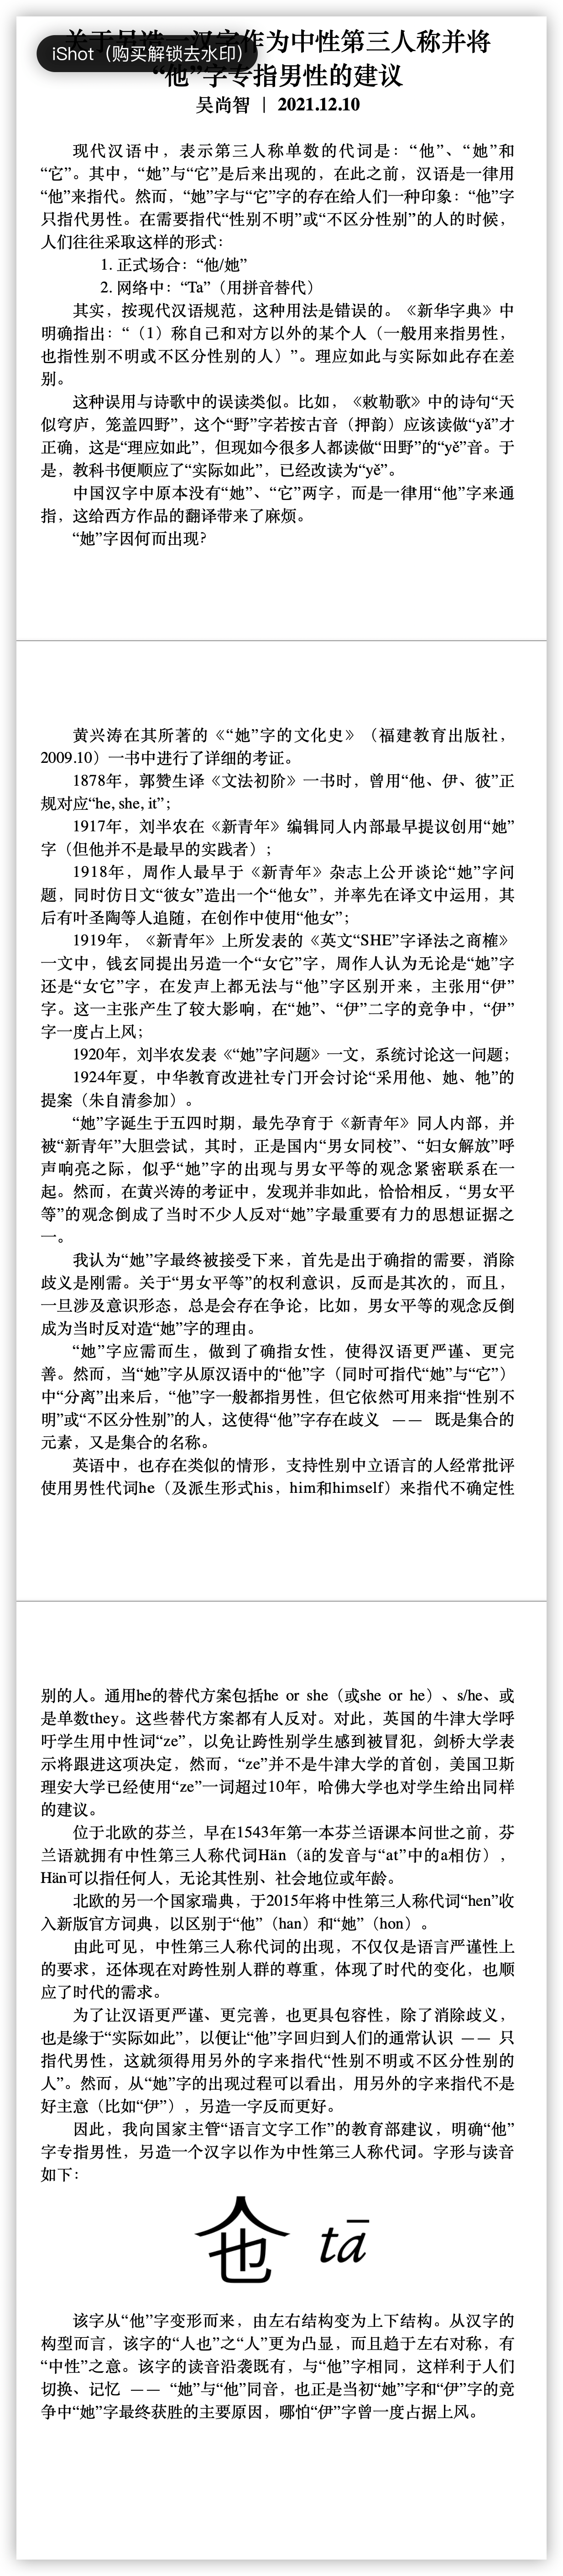 关于另造一汉字作为中性第三人称并将
iShot（购买解锁去水印）
“他”字专指男性的建议
吴尚智 | 2021.12.10
现代汉语中，表示第三人称单数的代词是：“他”、“她”和
“它”。其中，“她”与“它”是后来出现的，在此之前，汉语是一律用
“他”来指代。然而，“她”字与“它”字的存在给人们一种印象：“他”字
只指代男性。在需要指代“性别不明”或“不区分性别”的人的时候，
人们往往采取这样的形式：
1. 正式场合：“他/她”
2. 网络中：“Ta”（用拼音替代）
其实，按现代汉语规范，这种用法是错误的。《新华字典》中
明确指出：“（1）称自己和对方以外的某个人（一般用来指男性，
也指性别不明或不区分性别的人）”。理应如此与实际如此存在差
别。
这种误用与诗歌中的误读类似。比如，《敕勒歌》中的诗句“天
似穹庐，笼盖四野”，这个“野”字若按古音（押韵）应该读做“yǎ”才
正确，这是“理应如此”，但现如今很多人都读做“田野”的“yě”音。于
是，教科书便顺应了“实际如此”，已经改读为“yě”。
中国汉字中原本没有“她”、“它”两字，而是一律用“他”字来通
指，这给西方作品的翻译带来了麻烦。
“她”字因何而出现？
黄兴涛在其所著的《“她”字的文化史》（福建教育出版社，
2009.10）一书中进行了详细的考证。
1878年，郭赞生译《文法初阶》一书时，曾用“他、伊、彼”正
规对应“he, she, it”；
1917年，刘半农在《新青年》编辑同人内部最早提议创用“她”
字（但他并不是最早的实践者）；
1918年，周作人最早于《新青年》杂志上公开谈论“她”字问
题，同时仿日文“彼女”造出一个“他女”，并率先在译文中运用，其
后有叶圣陶等人追随，在创作中使用“他女”；
1919年，《新青年》上所发表的《英文“SHE”字译法之商榷》
一文中，钱玄同提出另造一个“女它”字，周作人认为无论是“她”字
还是“女它”字，在发声上都无法与“他”字区别开来，主张用“伊”
字。这一主张产生了较大影响，在“她”、“伊”二字的竞争中，“伊”
字一度占上风；
1920年，刘半农发表《“她”字问题》一文，系统讨论这一问题；
1924年夏，中华教育改进社专门开会讨论“采用他、她、牠”的
提案（朱自清参加）。
“她”字诞生于五四时期，最先孕育于《新青年》同人内部，并
被“新青年”大胆尝试，其时，正是国内“男女同校”、“妇女解放”呼
声响亮之际，似乎“她”字的出现与男女平等的观念紧密联系在一
起。然而，在黄兴涛的考证中，发现并非如此，恰恰相反，“男女平
等”的观念倒成了当时不少人反对“她”字最重要有力的思想证据之
一。
我认为“她”字最终被接受下来，首先是出于确指的需要，消除
歧义是刚需。关于“男女平等”的权利意识，反而是其次的，而且，
一旦涉及意识形态，总是会存在争论，比如，男女平等的观念反倒
成为当时反对造“她”字的理由。
“她”字应需而生，做到了确指女性，使得汉语更严谨、更完
善。然而，当“她”字从原汉语中的“他”字（同时可指代“她”与“它”）
中“分离”出来后，“他”字一般都指男性，但它依然可用来指“性别不
明”或“不区分性别”的人，这使得“他”字存在歧义 —— 既是集合的
元素，又是集合的名称。
英语中，也存在类似的情形，支持性别中立语言的人经常批评
使用男性代词he（及派生形式his，him和himself）来指代不确定性
别的人。通用he的替代方案包括he or she（或she or he）、s/he、或
是单数they。这些替代方案都有人反对。对此，英国的牛津大学呼
吁学生用中性词“ze”，以免让跨性别学生感到被冒犯，剑桥大学表
示将跟进这项决定，然而，“ze”并不是牛津大学的首创，美国卫斯
理安大学已经使用“ze”一词超过10年，哈佛大学也对学生给出同样
的建议。
位于北欧的芬兰，早在1543年第一本芬兰语课本问世之前，芬
兰语就拥有中性第三人称代词Hän（ä的发音与“at”中的a相仿），
Hän可以指任何人，无论其性别、社会地位或年龄。
北欧的另一个国家瑞典，于2015年将中性第三人称代词“hen”收
入新版官方词典，以区别于“他”（han）和“她”（hon）。
由此可见，中性第三人称代词的出现，不仅仅是语言严谨性上
的要求，还体现在对跨性别人群的尊重，体现了时代的变化，也顺
应了时代的需求。
为了让汉语更严谨、更完善，也更具包容性，除了消除歧义，
也是缘于“实际如此”，以便让“他”字回归到人们的通常认识 —— 只
指代男性，这就须得用另外的字来指代“性别不明或不区分性别的
人”。然而，从“她”字的出现过程可以看出，用另外的字来指代不是
好主意（比如“伊”），另造一字反而更好。
因此，我向国家主管“语言文字工作”的教育部建议，明确“他”
字专指男性，另造一个汉字以作为中性第三人称代词。字形与读音
如下：
tā
该字从“他”字变形而来，由左右结构变为上下结构。从汉字的
构型而言，该字的“人也”之“人”更为凸显，而且趋于左右对称，有
“中性”之意。该字的读音沿袭既有，与“他”字相同，这样利于人们
切换、记忆 —— “她”与“他”同音，也正是当初“她”字和“伊”字的竞
争中“她”字最终获胜的主要原因，哪怕“伊”字曾一度占据上风。